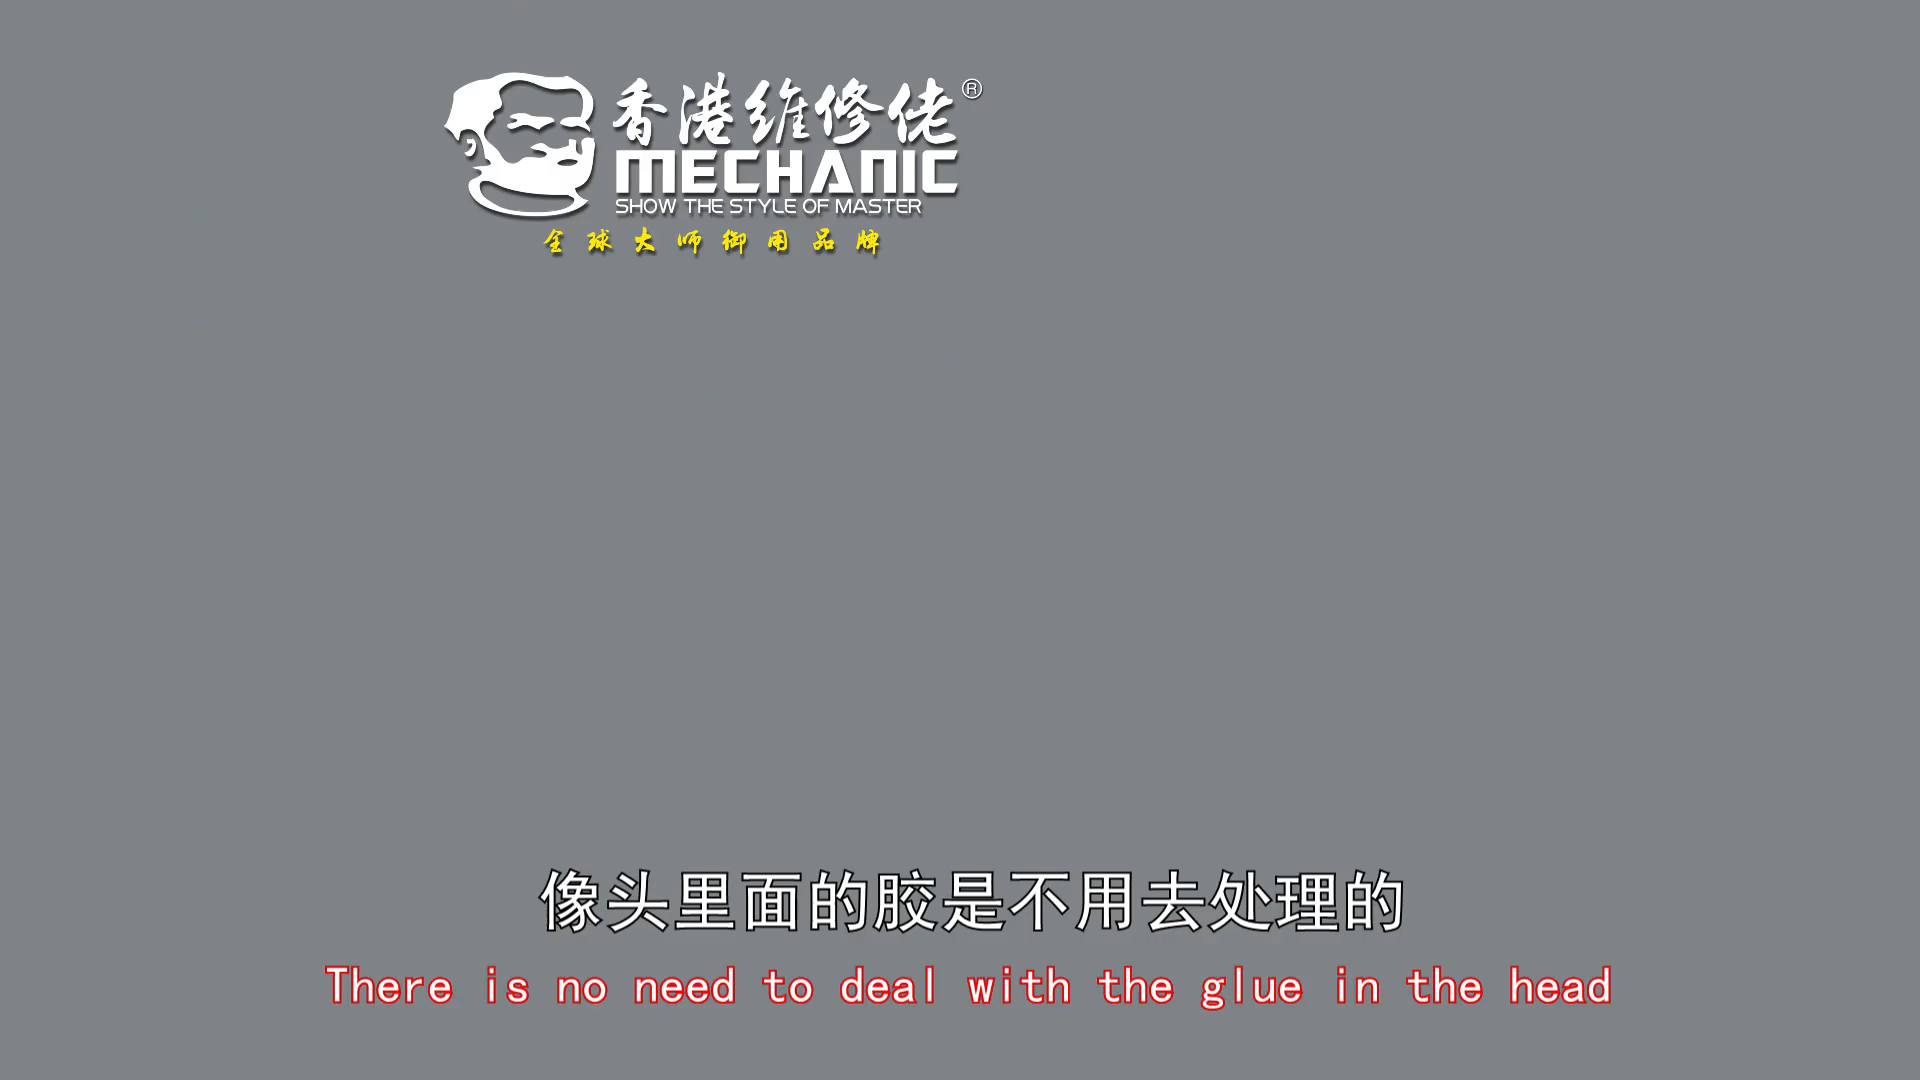 香港维修佬®
MECHANIC
SHOW THE STYLE OF MASTER
全球大师御用品牌
像头里面的胶是不用去处理的
There is no need to deal with the glue in the head